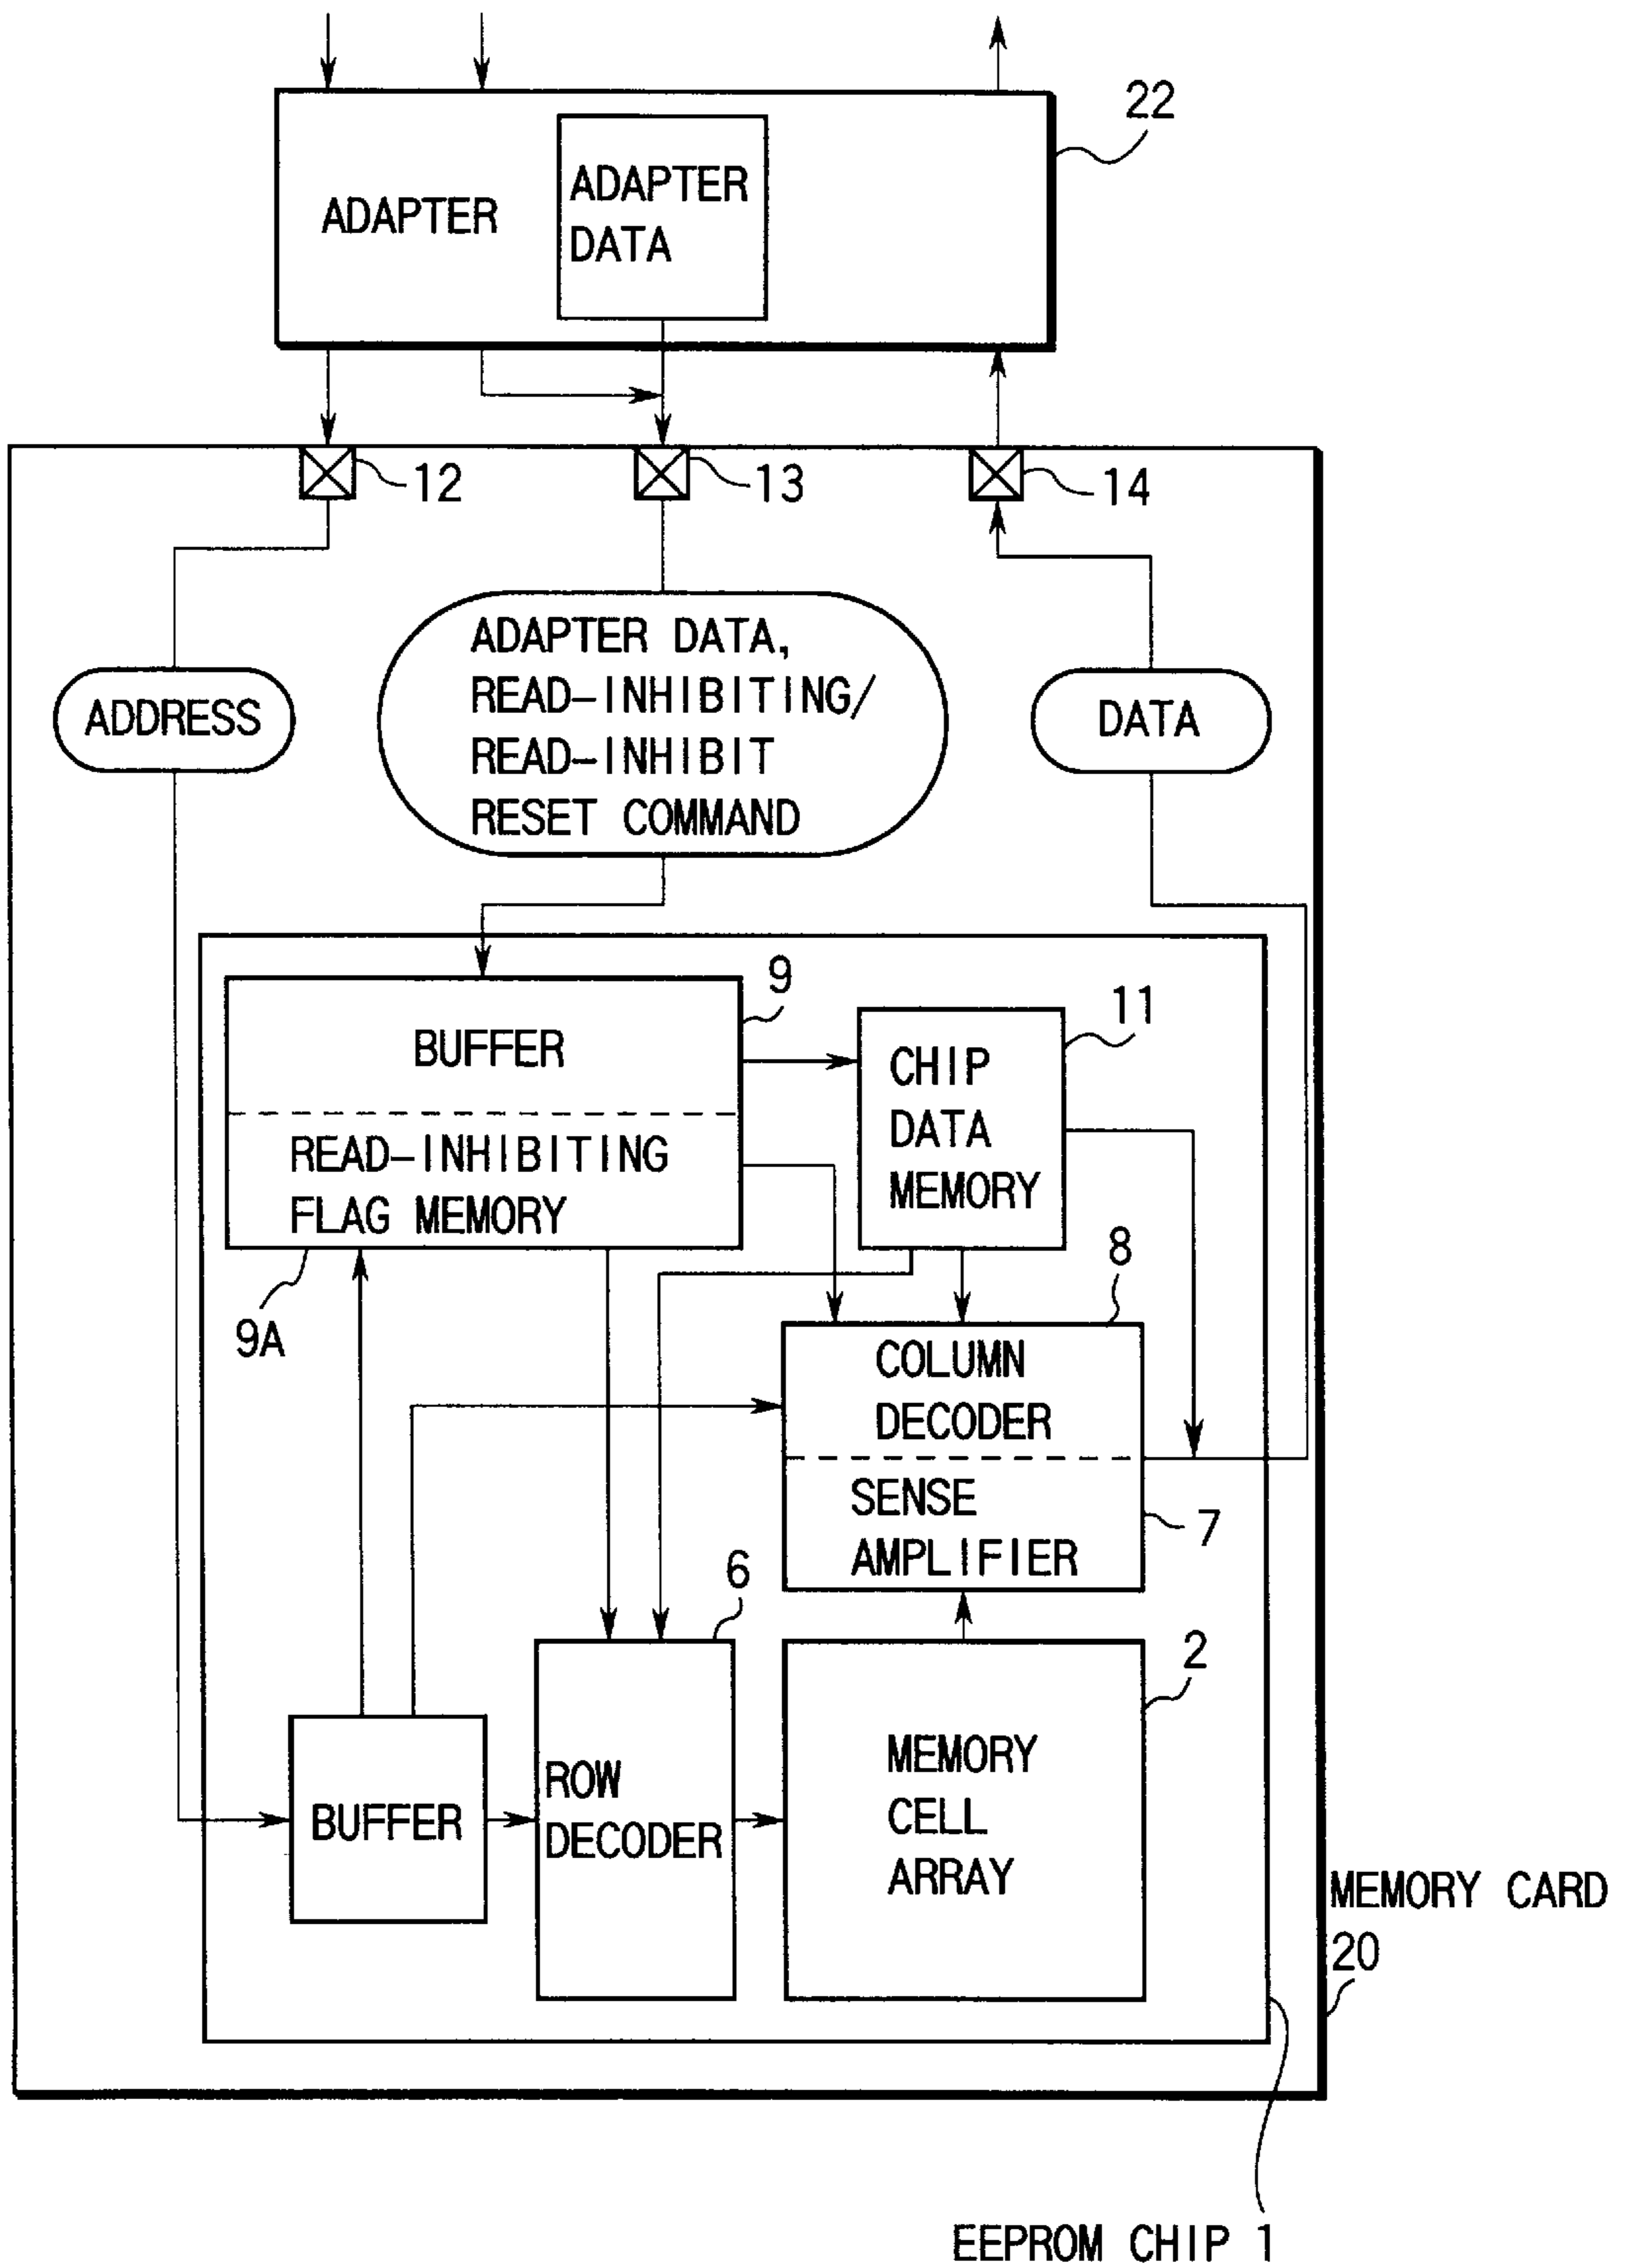 22
ADAPTER
ADAPTER
DATA
12
13
14
ADDRESS
ADAPTER DATA,
READ-INHIBITING/
READ-INHIBIT
RESET COMMAND
DATA
9
BUFFER
READ-INHIBITING
FLAG MEMORY
9A
11
CHIP
DATA
MEMORY
8
COLUMN
DECODER
SENSE
AMPLIFIER
7
6
2
BUFFER
ROW
DECODER
MEMORY
CELL
ARRAY
MEMORY CARD
20
EEPROM CHIP 1